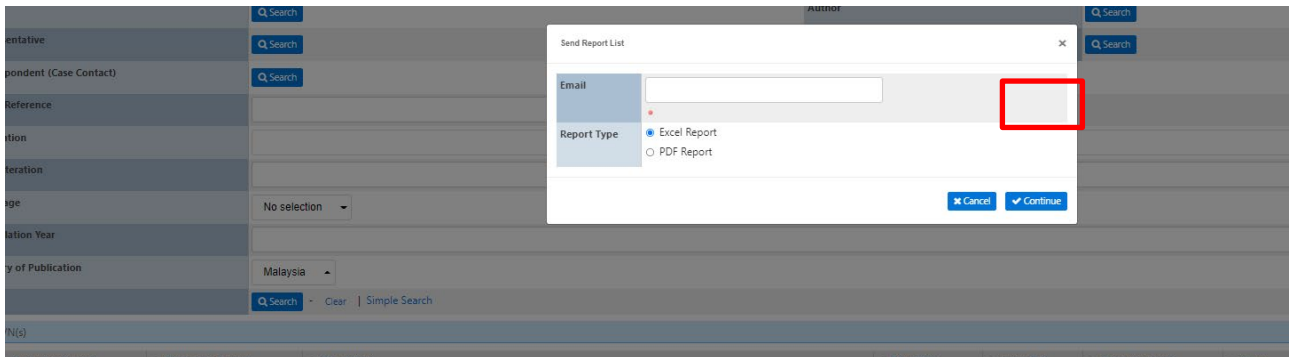 Search Author Search
entative Search Search
pondent (Case Contact) Search
Reference
ation
teration
age No selection
lation Year
ry of Publication Malaysia
Search Clear | Simple Search
/N(s)
Send Report List ×
Email
*
Report Type Excel Report
PDF Report
Cancel Continue